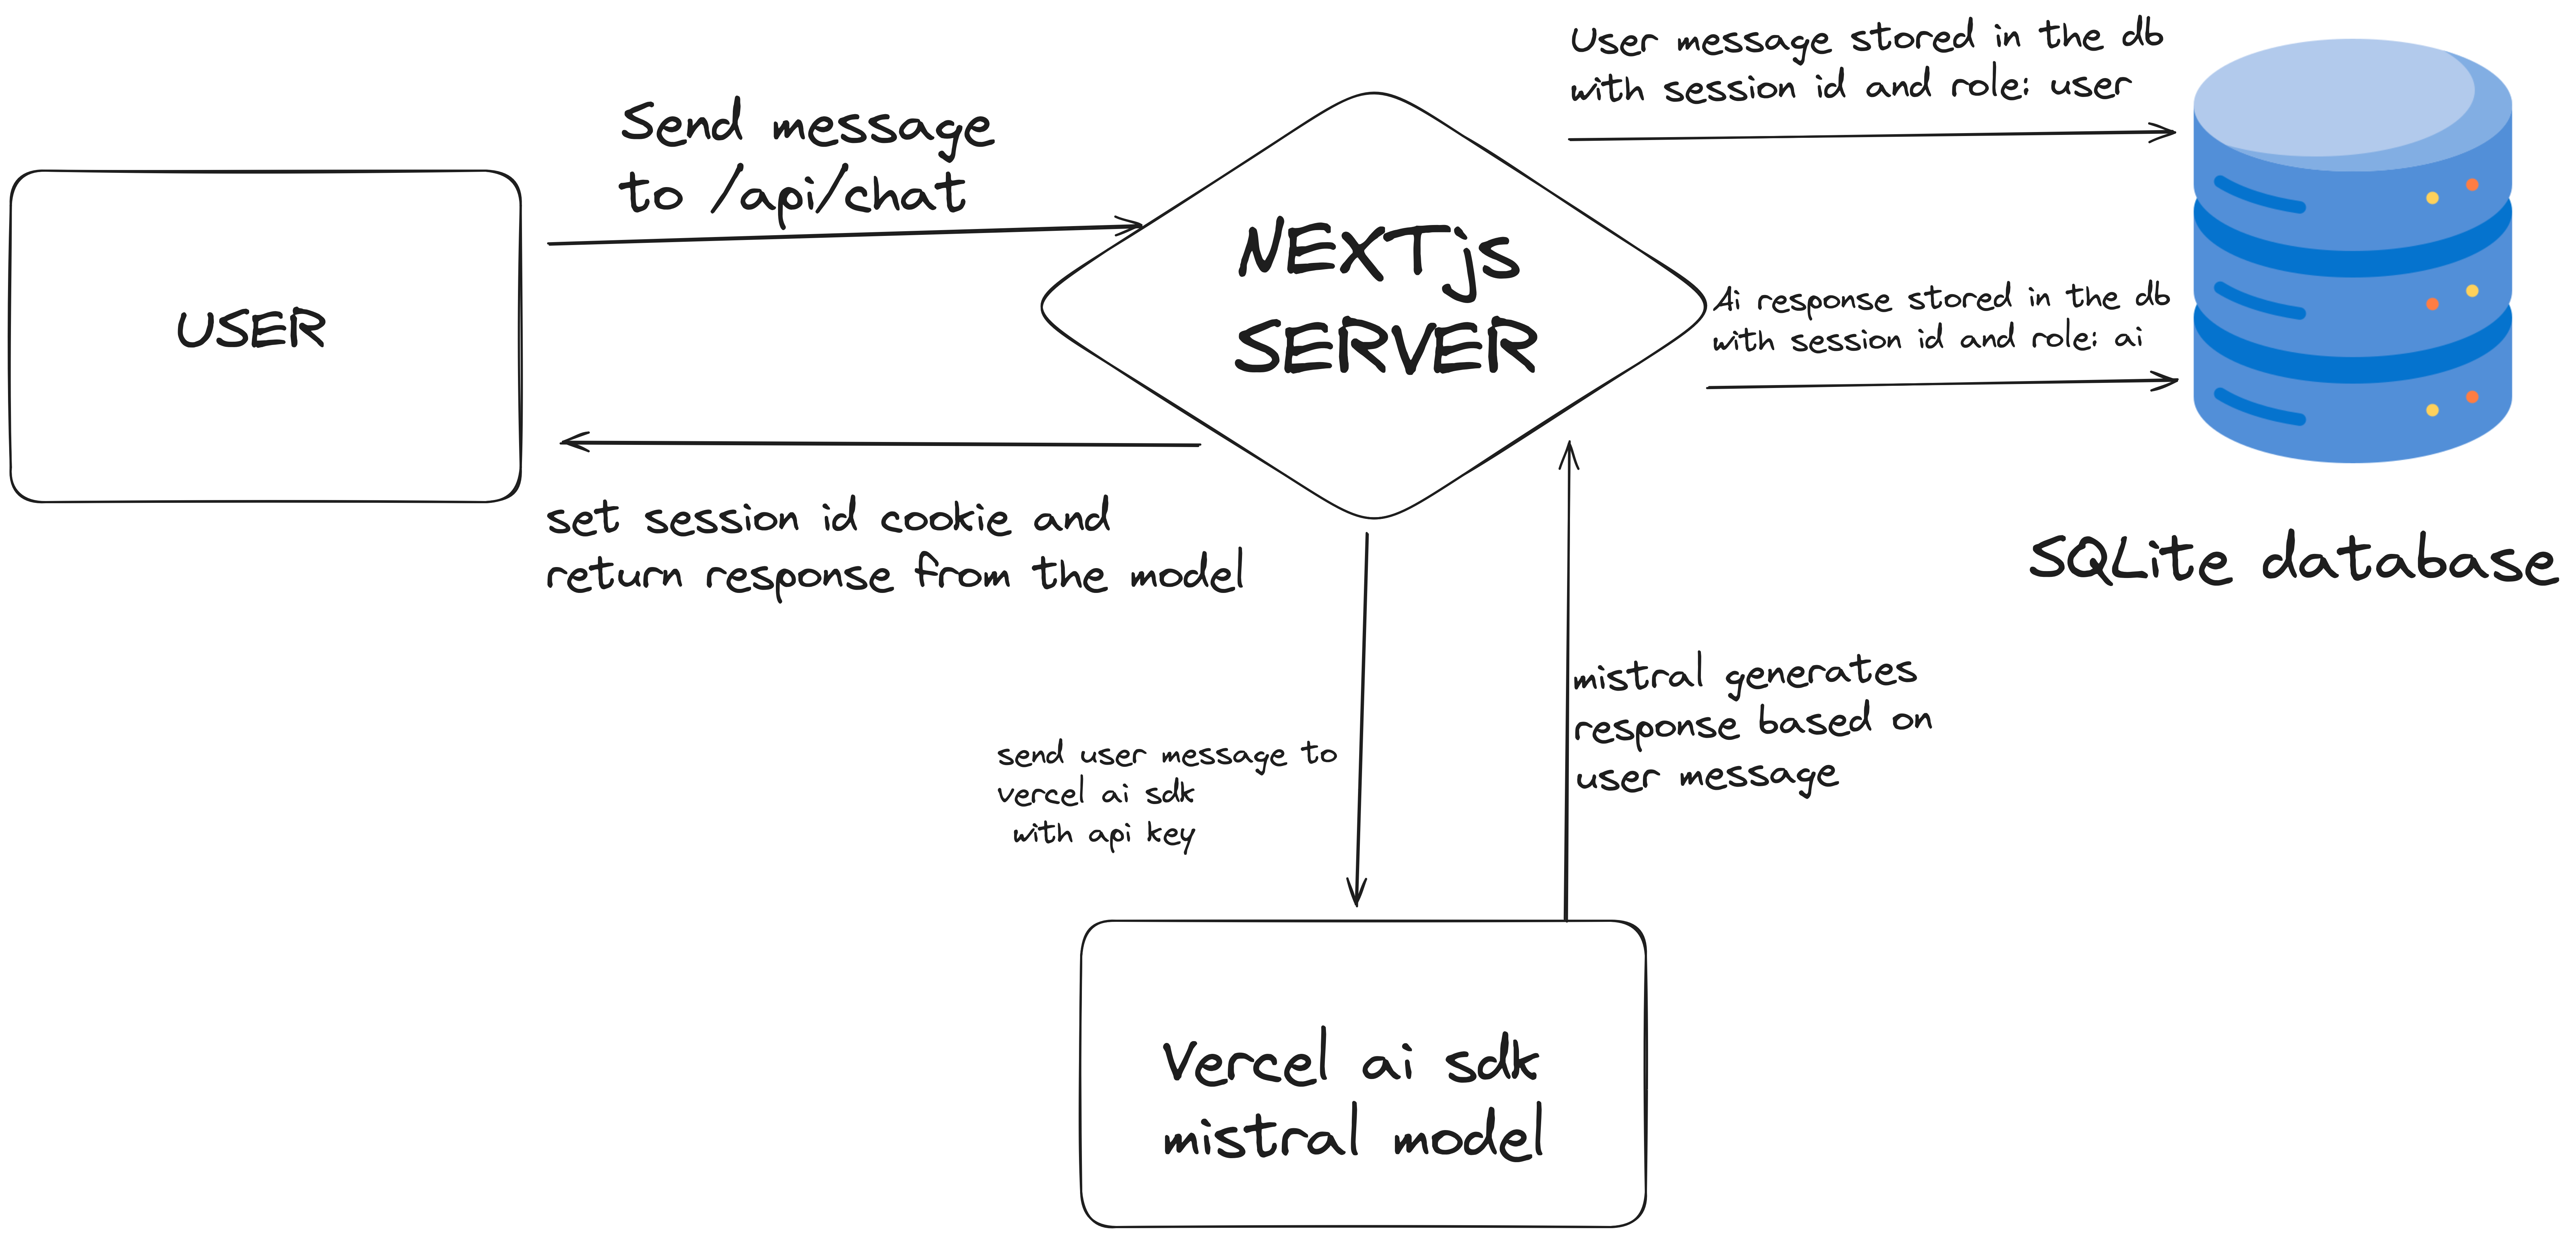 User message stored in the db
with session id and role: user
Send message
to /api/chat
NEXTjs
SERVER
USER
Ai response stored in the db
with session id and role: ai
set session id cookie and
return response from the model
SQLite database
mistral generates
response based on
user message
send user message to
vercel ai sdk
with api key
Vercel ai sdk
mistral model